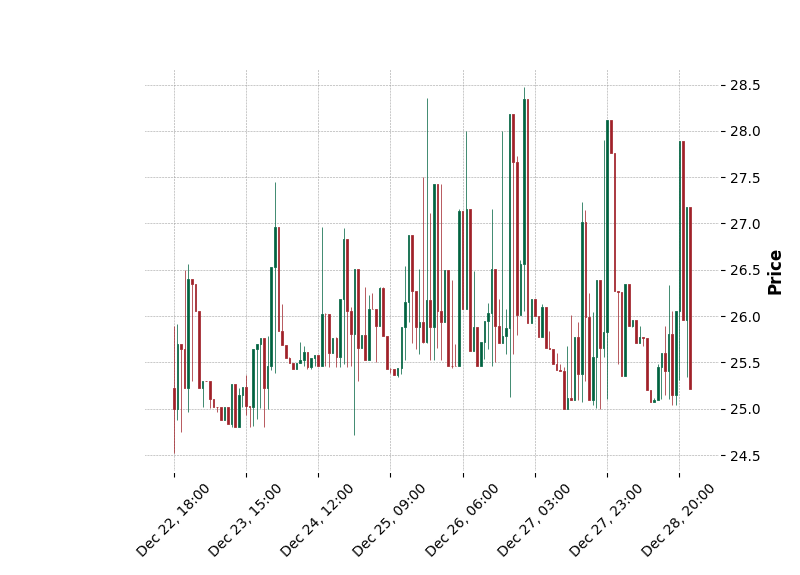 28.5
28.0
27.5
27.0
26.5
26.0
25.5
25.0
24.5
Price
Dec 22, 18:00
Dec 23, 15:00
Dec 24, 12:00
Dec 25, 09:00
Dec 26, 06:00
Dec 27, 03:00
Dec 27, 23:00
Dec 28, 20:00